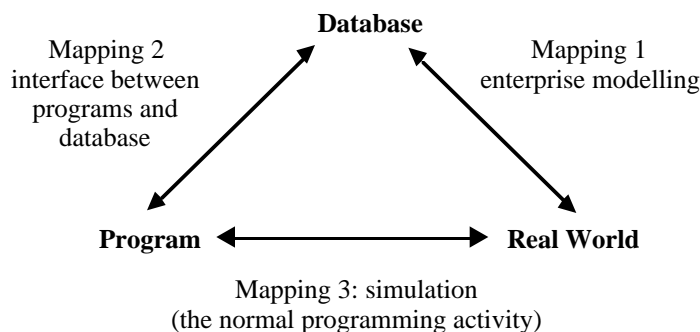 Database
Mapping 2
interface between
programs and
database
Mapping 1
enterprise modelling
Program
Real World
Mapping 3: simulation
(the normal programming activity)